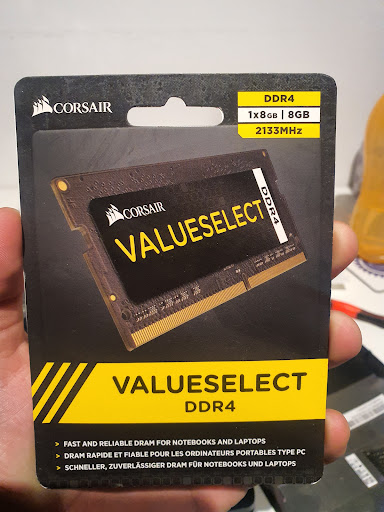 CORSAIR
DDR4
1x8GB | 8GB
2133MHz
CORSAIR
VALUESELECT
DDR4
VALUESELECT
DDR4
> FAST AND RELIABLE DRAM FOR NOTEBOOKS AND LAPTOPS
> DRAM RAPIDE ET FIABLE POUR LES ORDINATEURS PORTABLES TYPE PC
> SCHNELLER, ZUVERLÄSSIGER DRAM FÜR NOTEBOOKS UND LAPTOPS